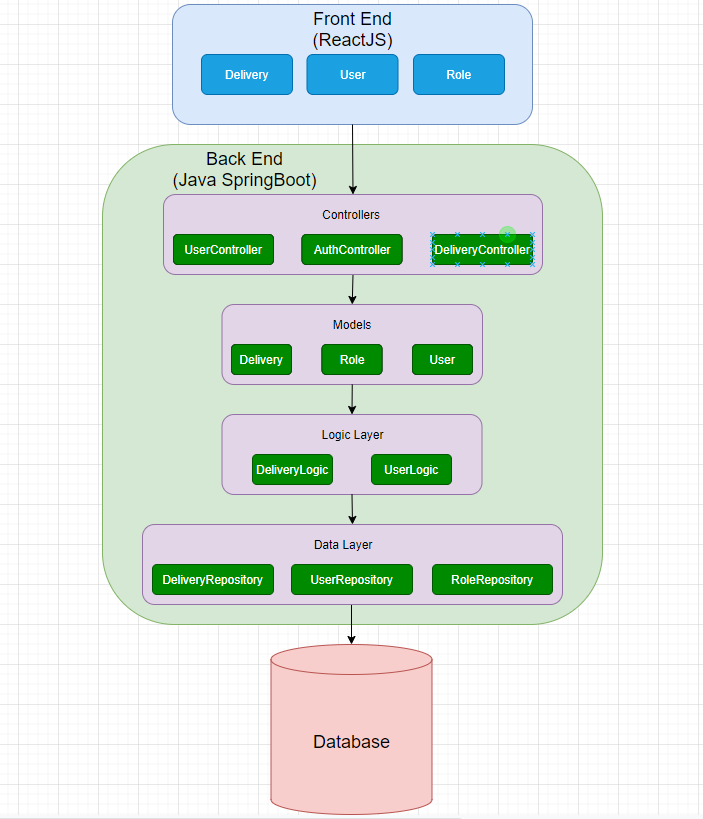 Front End
(ReactJS)
Delivery
User
Role
Back End
(Java SpringBoot)
Controllers
UserController
AuthController
DeliveryController
Models
Delivery
Role
User
Logic Layer
DeliveryLogic
UserLogic
Data Layer
DeliveryRepository
UserRepository
RoleRepository
Database